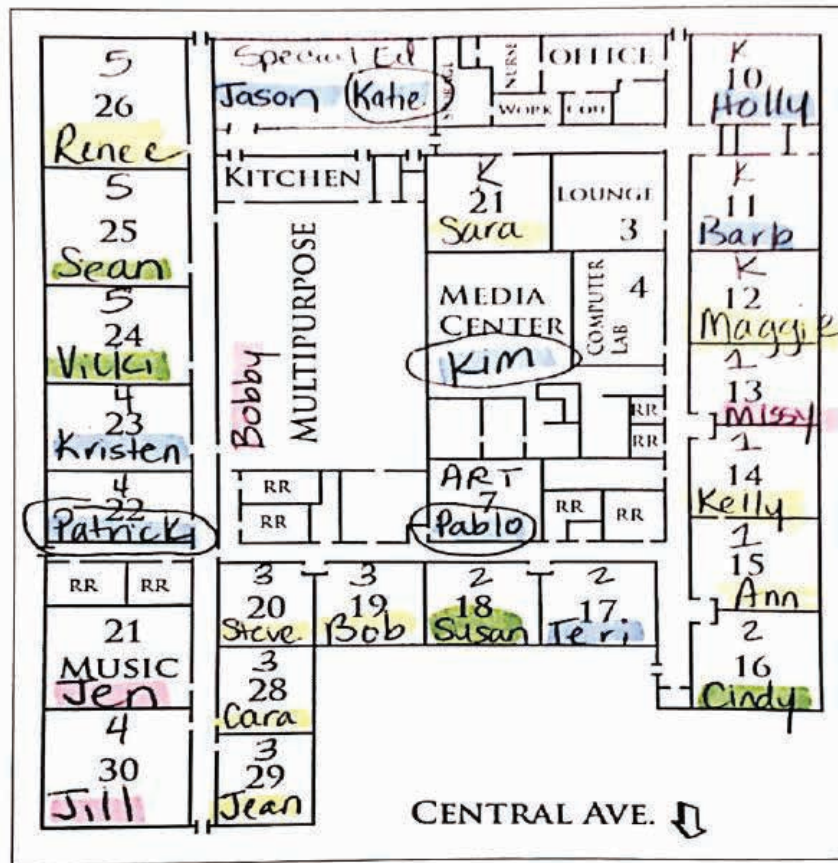 5
26
Renee
Special Ed
Jason Katie
STORAGE
NURSE
OFFICE
WORK
K
10
Holly
5
25
Sean
KITCHEN
K
21
Sara
LOUNGE
3
K
11
Barb
5
24
Vicki
Bobby
MULTIPURPOSE
MEDIA
CENTER
Kim
COMPUTER
LAB
4
K
12
Maggie
4
23
Kristen
RR
RR
1
13
Missy
4
22
Patrick
RR
RR
ART
7
Pablo
RR
RR
1
14
Kelly
1
15
Ann
RR
RR
3
20
Steve
3
19
Bob
2
18
Susan
2
17
Teri
21
MUSIC
Jen
3
28
Cara
2
16
Cindy
4
30
Jill
3
29
Jean
CENTRAL AVE.